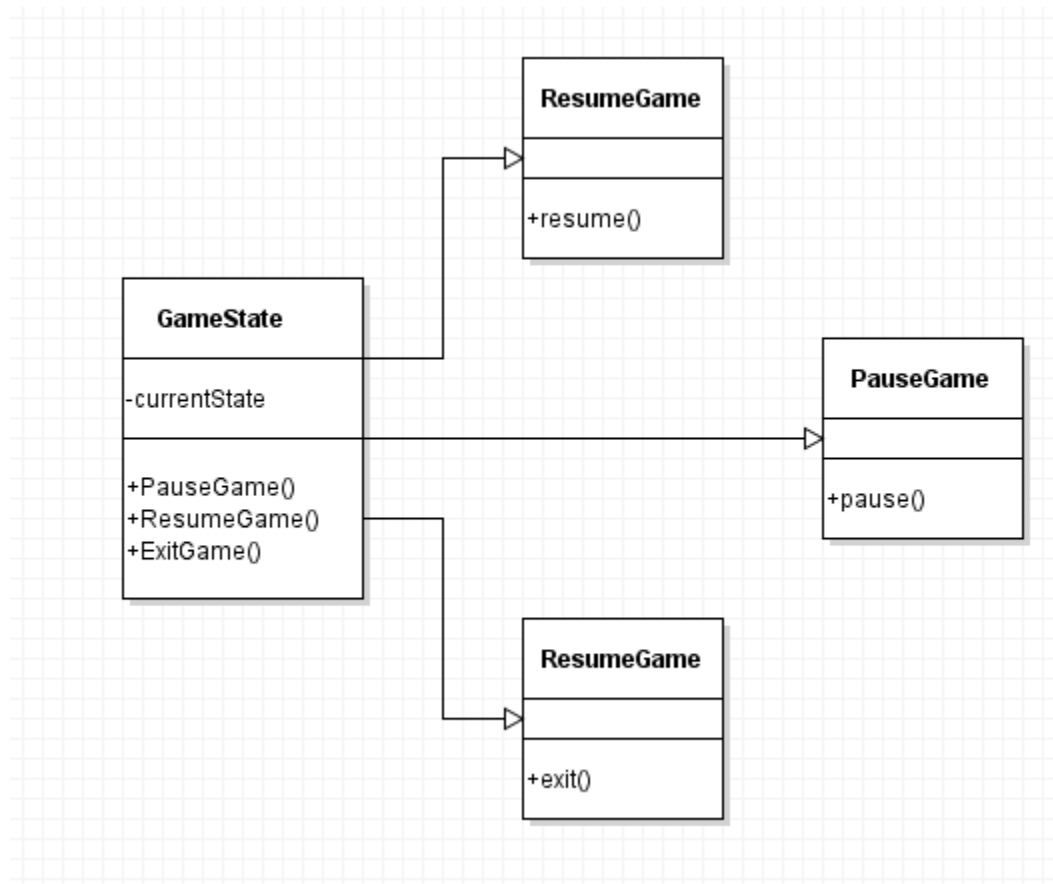 ResumeGame
+resume()
GameState
-currentState
+PauseGame()
+ResumeGame()
+ExitGame()
PauseGame
+pause()
ResumeGame
+exit()